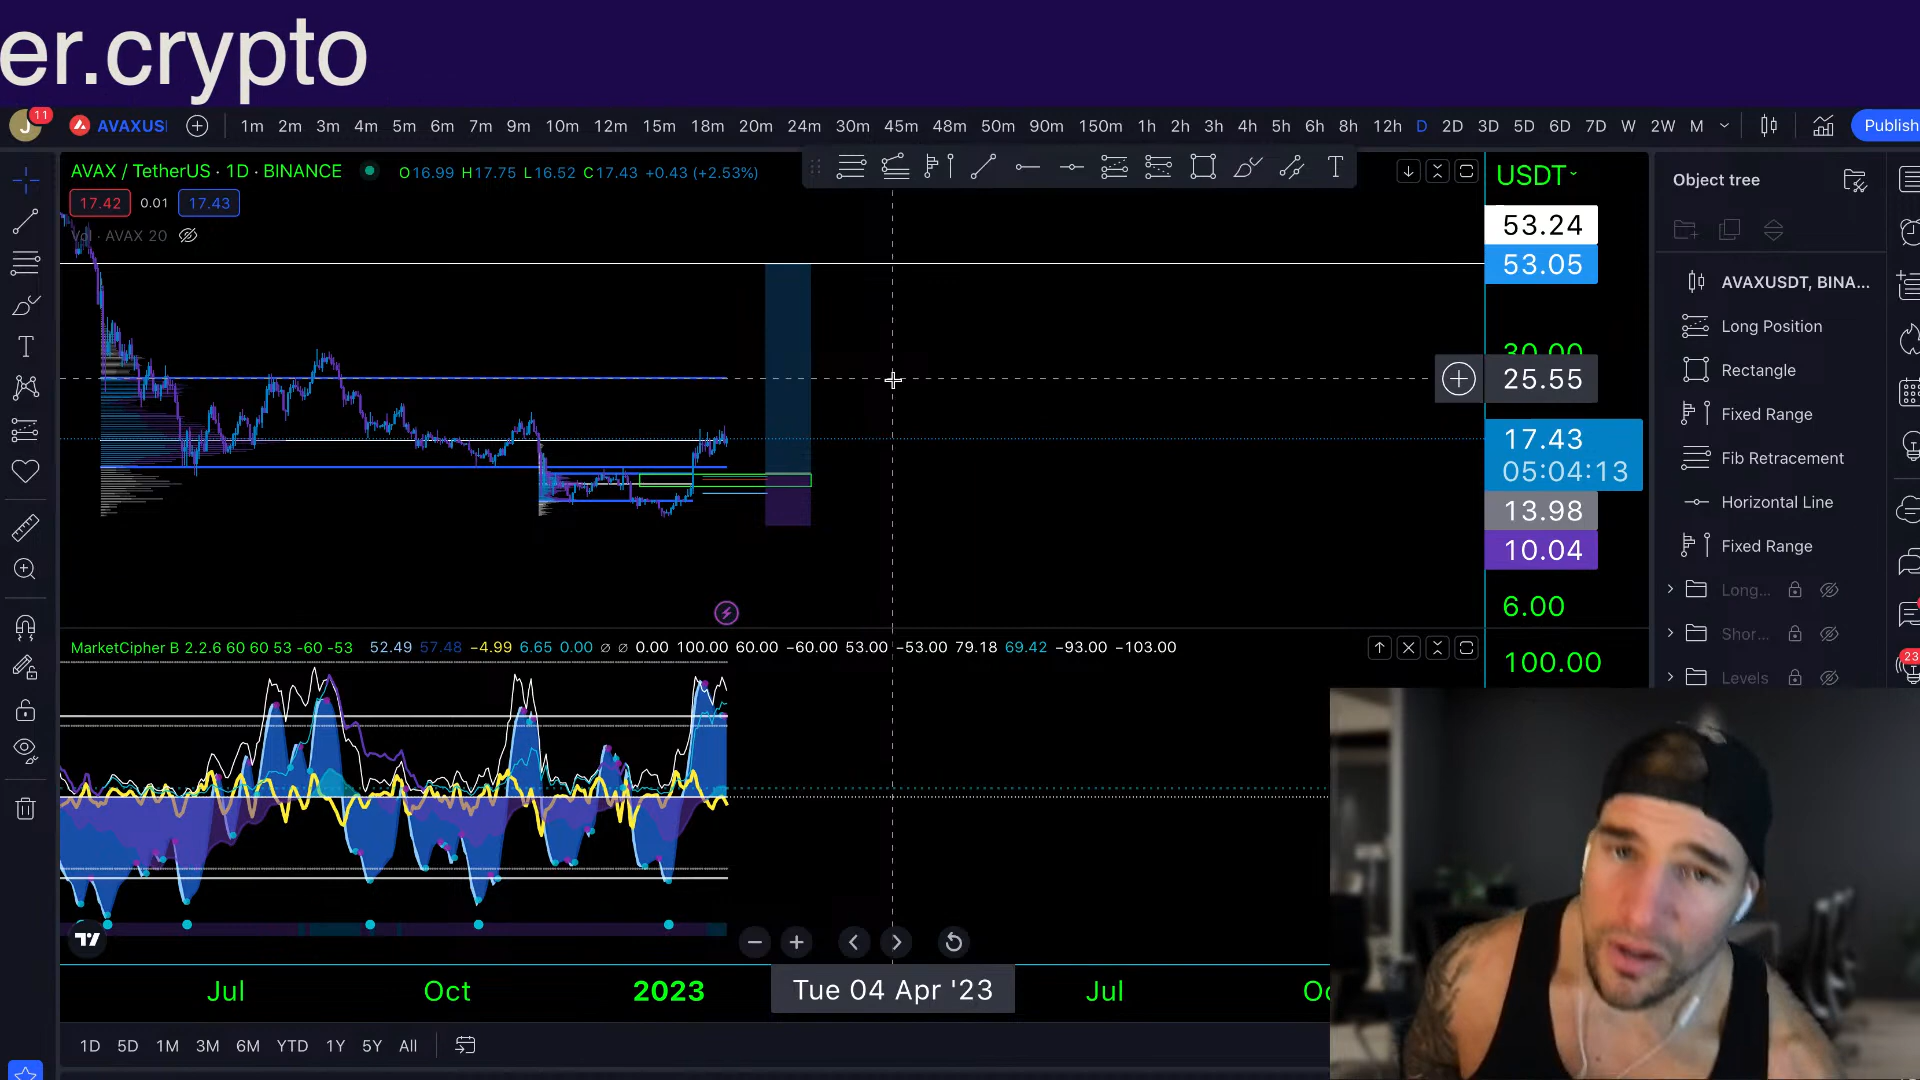 er.crypto
J 11 AVAXUS 1m 2m 3m 4m 5m 6m 7m 9m 10m 12m 15m 18m 20m 24m 30m 45m 48m 50m 90m 150m 1h 2h 3h 4h 5h 6h 8h 12h D 2D 3D 5D 6D 7D W 2W M Publish
AVAX / TetherUS · 1D · BINANCE O16.99 H17.75 L16.52 C17.43 +0.43 (+2.53%)
17.42 0.01 17.43
Vol · AVAX 20
USDT
53.24
53.05
30.00
25.55
17.43
05:04:13
13.98
10.04
6.00
Object tree
AVAXUSDT, BINA...
Long Position
Rectangle
Fixed Range
Fib Retracement
Horizontal Line
Fixed Range
Long...
Shor...
Levels
23
MarketCipher B 2.2.6 60 60 53 -60 -53 52.49 57.48 −4.99 6.65 0.00 ∅ ∅ 0.00 100.00 60.00 −60.00 53.00 −53.00 79.18 69.42 −93.00 −103.00
100.00
Jul Oct 2023 Tue 04 Apr '23 Jul Oc
1D 5D 1M 3M 6M YTD 1Y 5Y All